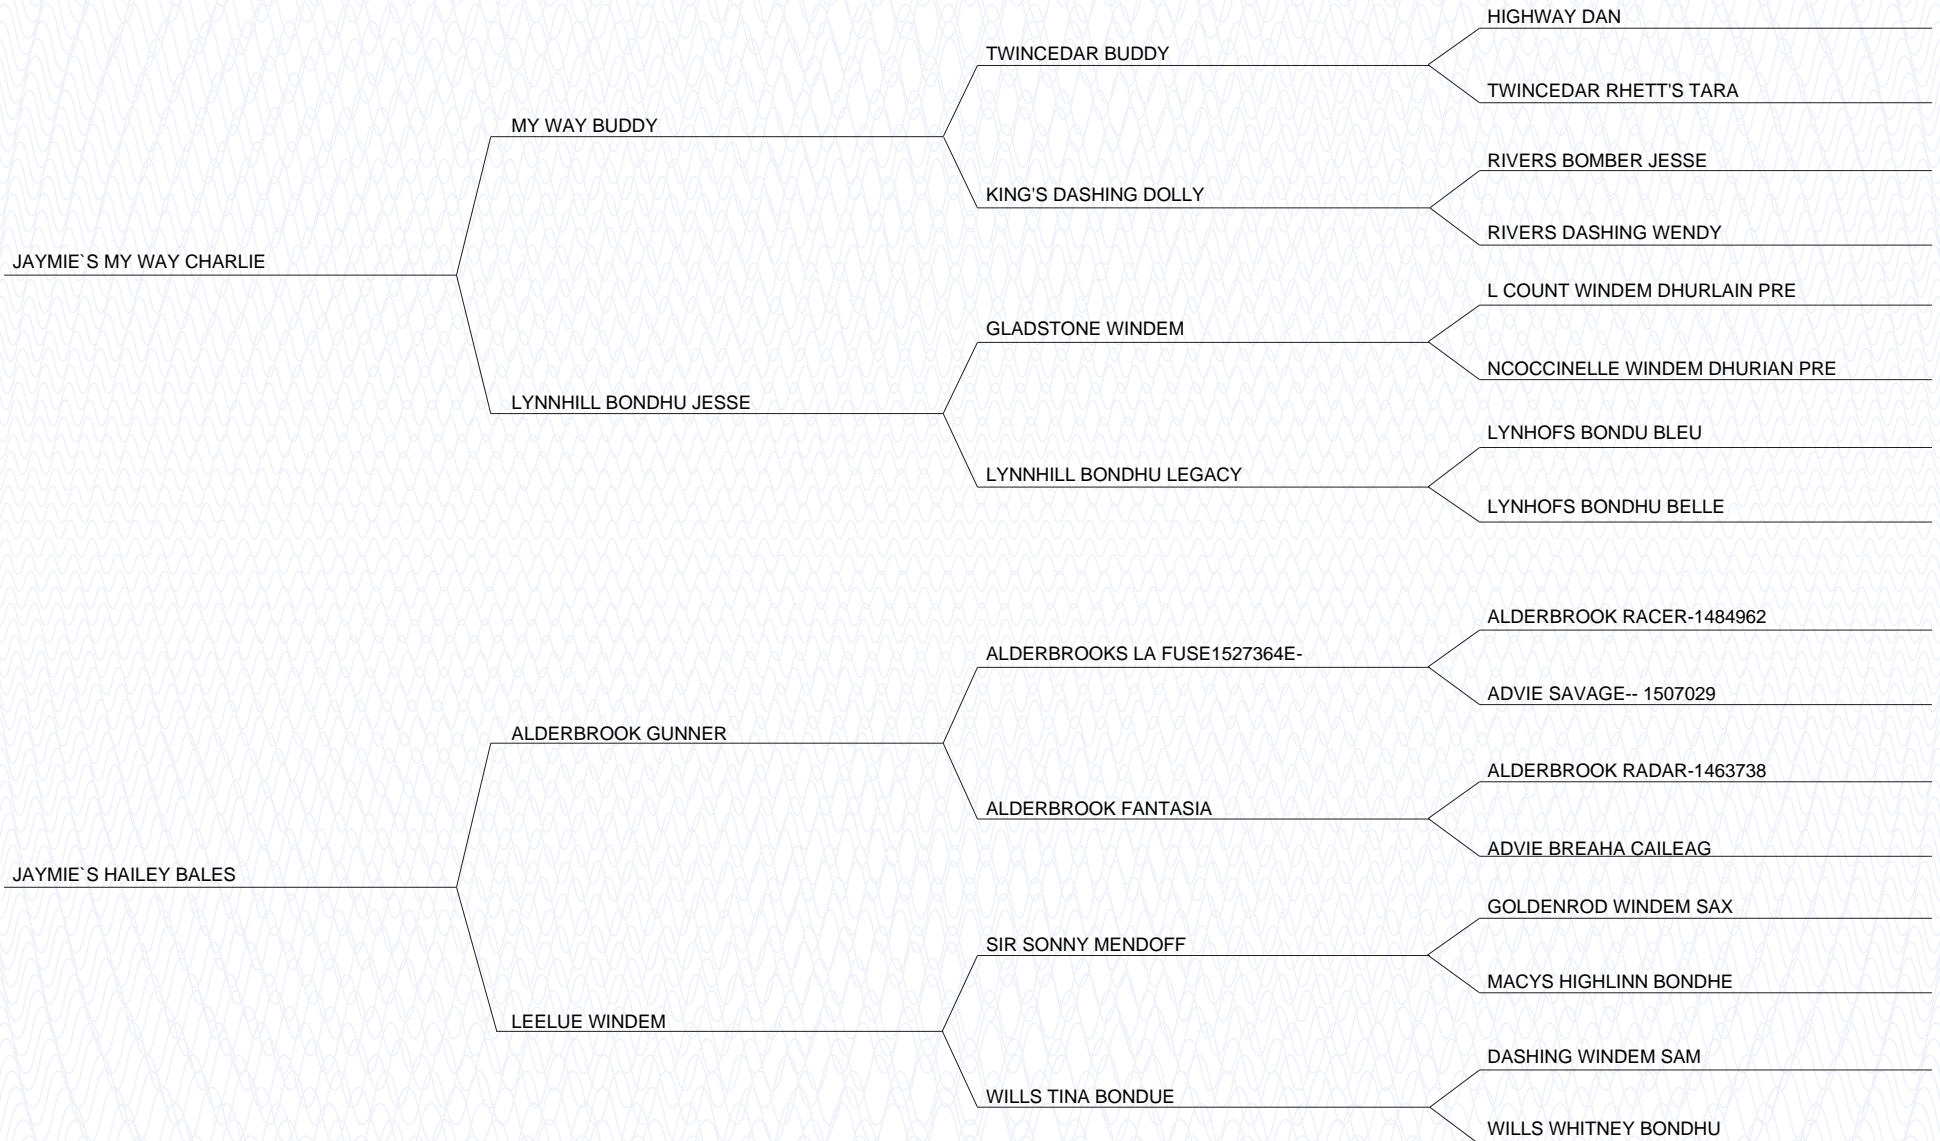 HIGHWAY DAN
TWINCEDAR BUDDY
TWINCEDAR RHETT'S TARA
MY WAY BUDDY
RIVERS BOMBER JESSE
KING'S DASHING DOLLY
RIVERS DASHING WENDY
JAYMIE`S MY WAY CHARLIE
L COUNT WINDEM DHURLAIN PRE
GLADSTONE WINDEM
NCOCCINELLE WINDEM DHURIAN PRE
LYNNHILL BONDHU JESSE
LYNHOFS BONDU BLEU
LYNNHILL BONDHU LEGACY
LYNHOFS BONDHU BELLE
ALDERBROOK RACER-1484962
ALDERBROOKS LA FUSE1527364E-
ADVIE SAVAGE-- 1507029
ALDERBROOK GUNNER
ALDERBROOK RADAR-1463738
ALDERBROOK FANTASIA
ADVIE BREAHA CAILEAG
JAYMIE`S HAILEY BALES
GOLDENROD WINDEM SAX
SIR SONNY MENDOFF
MACYS HIGHLINN BONDHE
LEELUE WINDEM
DASHING WINDEM SAM
WILLS TINA BONDUE
WILLS WHITNEY BONDHU